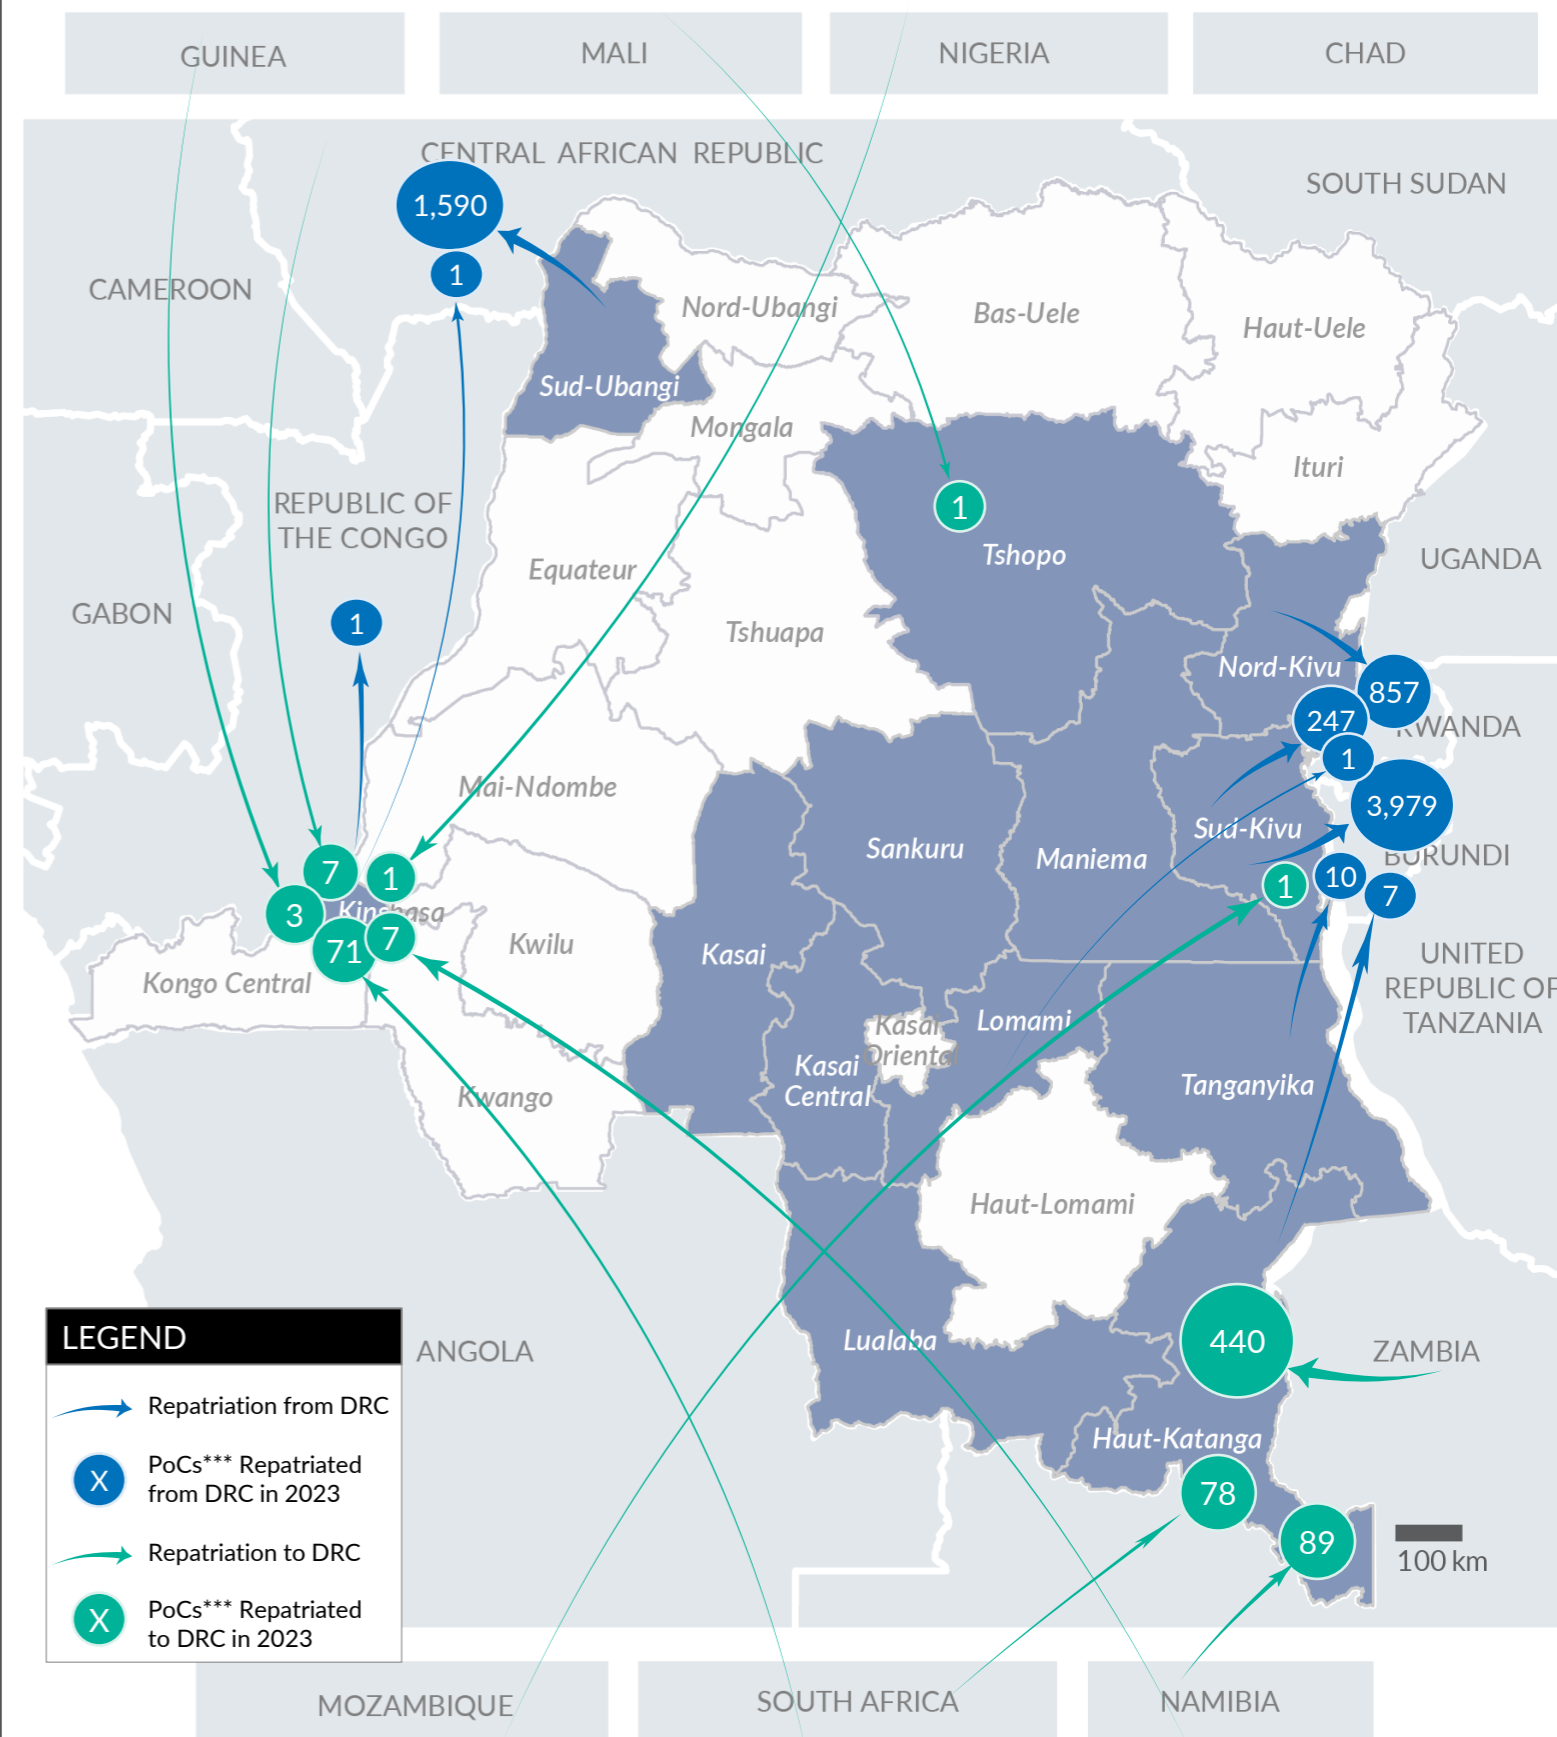 GUINEA
MALI
NIGERIA
CHAD
CENTRAL AFRICAN REPUBLIC
SOUTH SUDAN
1,590
1
CAMEROON
Nord-Ubangi
Bas-Uele
Haut-Uele
Sud-Ubangi
Mongala
Ituri
REPUBLIC OF
THE CONGO
1
Tshopo
UGANDA
Equateur
GABON
1
Tshuapa
Nord-Kivu
857
247
RWANDA
1
Mai-Ndombe
3,979
Sud-Kivu
Sankuru
Maniema
BURUNDI
7
1
1
10
7
3
Kinshasa
71
7
Kwilu
Kasai
UNITED
REPUBLIC OF
TANZANIA
Kongo Central
Lomami
Kasai
Oriental
Kasai
Central
Tanganyika
Kwango
Haut-Lomami
LEGEND
Repatriation from DRC
X
PoCs*** Repatriated
from DRC in 2023
Repatriation to DRC
X
PoCs*** Repatriated
to DRC in 2023
ANGOLA
Lualaba
440
ZAMBIA
Haut-Katanga
78
89
100 km
MOZAMBIQUE
SOUTH AFRICA
NAMIBIA